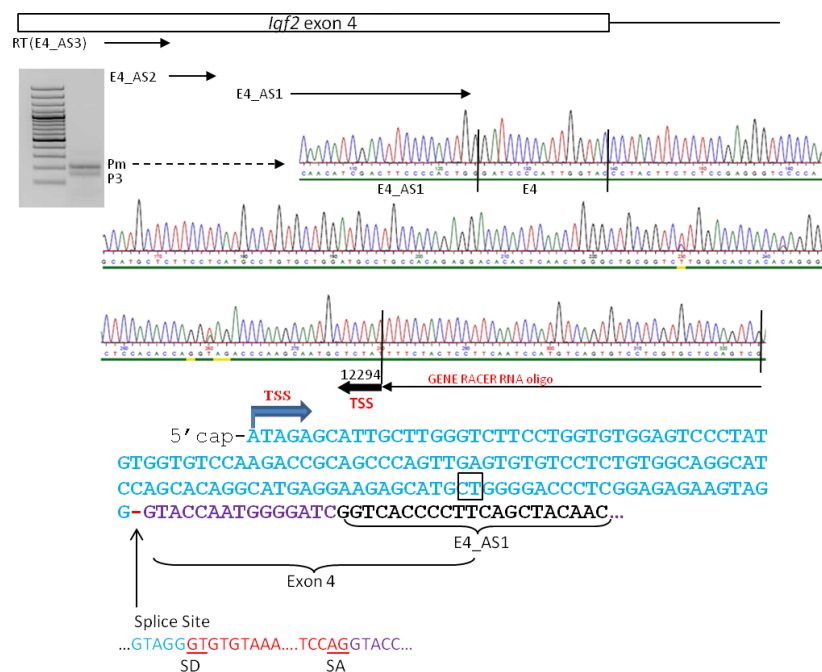 Igf2 exon 4
RT(E4_AS3)
E4_AS2
E4_AS1
Pm
P3
E4_AS1
E4
12294
TSS
GENE RACER RNA oligo
TSS
5'cap-ATAGAGCATTGCTTGGGTCTTCCTGGTGTGGAGTCCCTAT
GTGGTGTCCAAGACCGCAGCCCAGTTGAGTGTGTCCTCTGTGGCAGGCAT
CCAGCACAGGCATGAGGAAGAGCATGCTGGGGACCCTCGGAGAGAAGTAG
G-GTACCAATGGGGATCGGTCACCCCTTCAGCTACAAC...
E4_AS1
Exon 4
Splice Site
...GTAGGGTGTGTAAA....TCCAGGTACC...
SD
SA